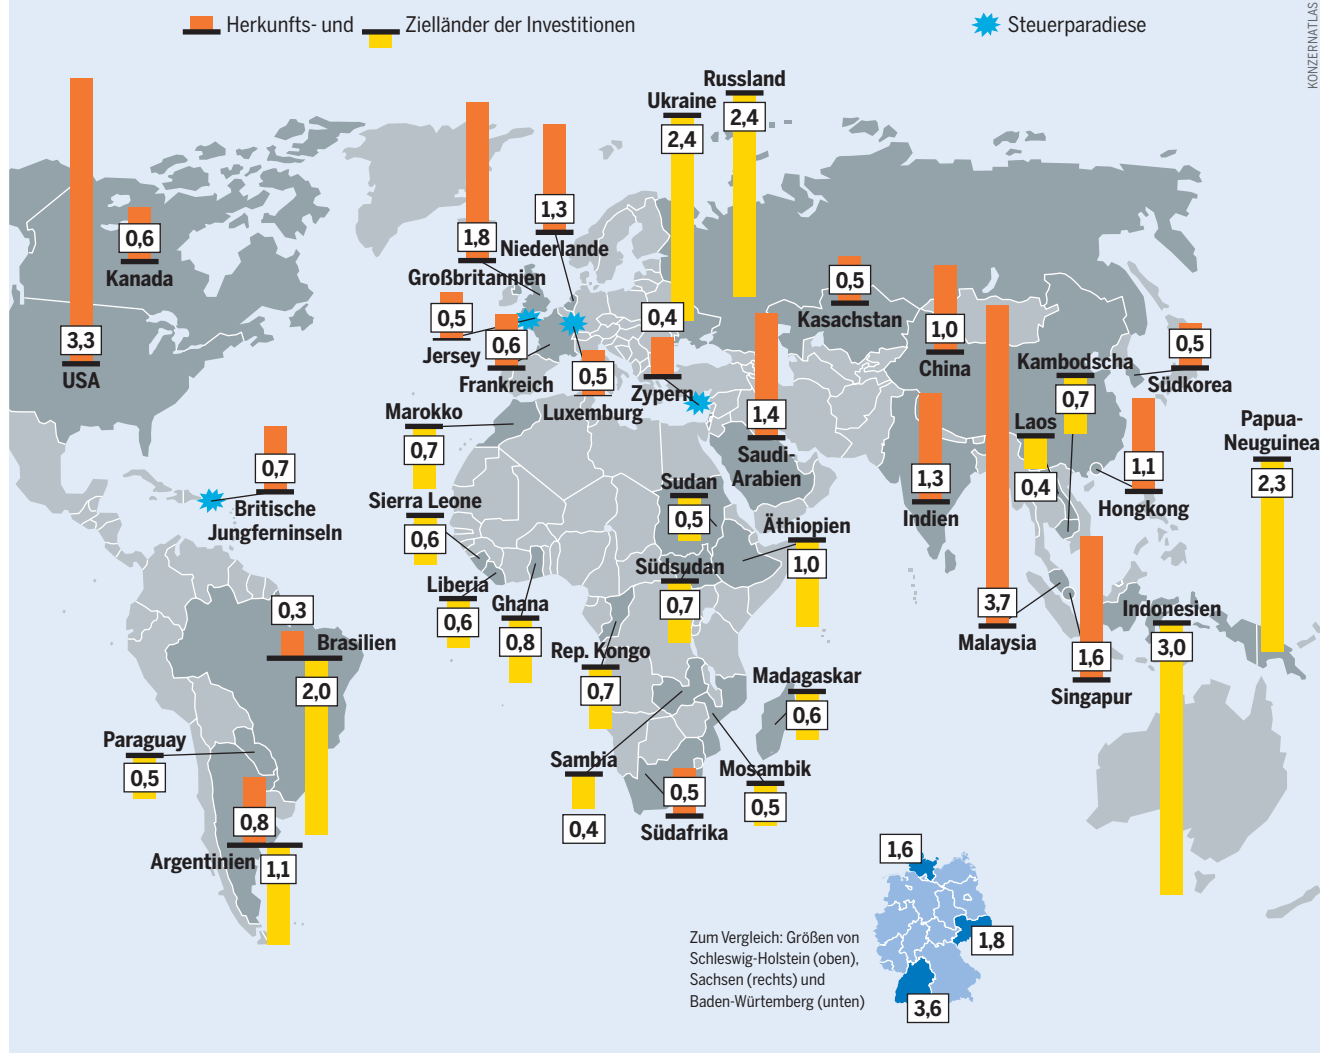 Herkunfts- und Zielländer der Investitionen
Steuerparadiese
KONZERNATLAS
Russland
2,4
Ukraine
2,4
3,3
USA
0,6
Kanada
1,8
Großbritannien
1,3
Niederlande
0,5
Jersey
0,6
Frankreich
0,5
Luxemburg
0,4
Zypern
0,5
Kasachstan
1,0
China
Kambodscha
0,7
0,5
Südkorea
Marokko
0,7
1,4
Saudi-
Arabien
1,3
Indien
Laos
0,4
1,1
Hongkong
Papua-
Neuguinea
2,3
0,7
Britische
Jungferninseln
Sierra Leone
0,6
Sudan
0,5
Äthiopien
1,0
Liberia
0,6
Ghana
0,8
Südsudan
0,7
3,7
Malaysia
1,6
Singapur
Indonesien
3,0
0,3
Brasilien
2,0
Rep. Kongo
0,7
Madagaskar
0,6
Paraguay
0,5
Sambia
0,4
0,5
Südafrika
Mosambik
0,5
0,8
Argentinien
1,1
1,6
1,8
3,6
Zum Vergleich: Größen von
Schleswig-Holstein (oben),
Sachsen (rechts) und
Baden-Würtemberg (unten)